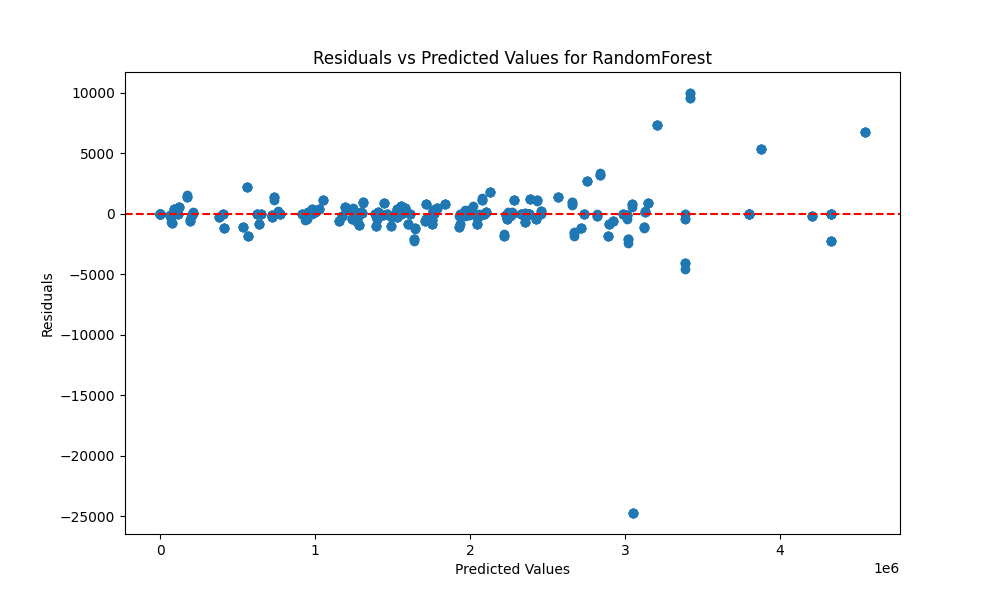 Residuals vs Predicted Values for RandomForest
10000
5000
0
−5000
−10000
−15000
−20000
−25000
Residuals
0 1 2 3 4
1e6
Predicted Values